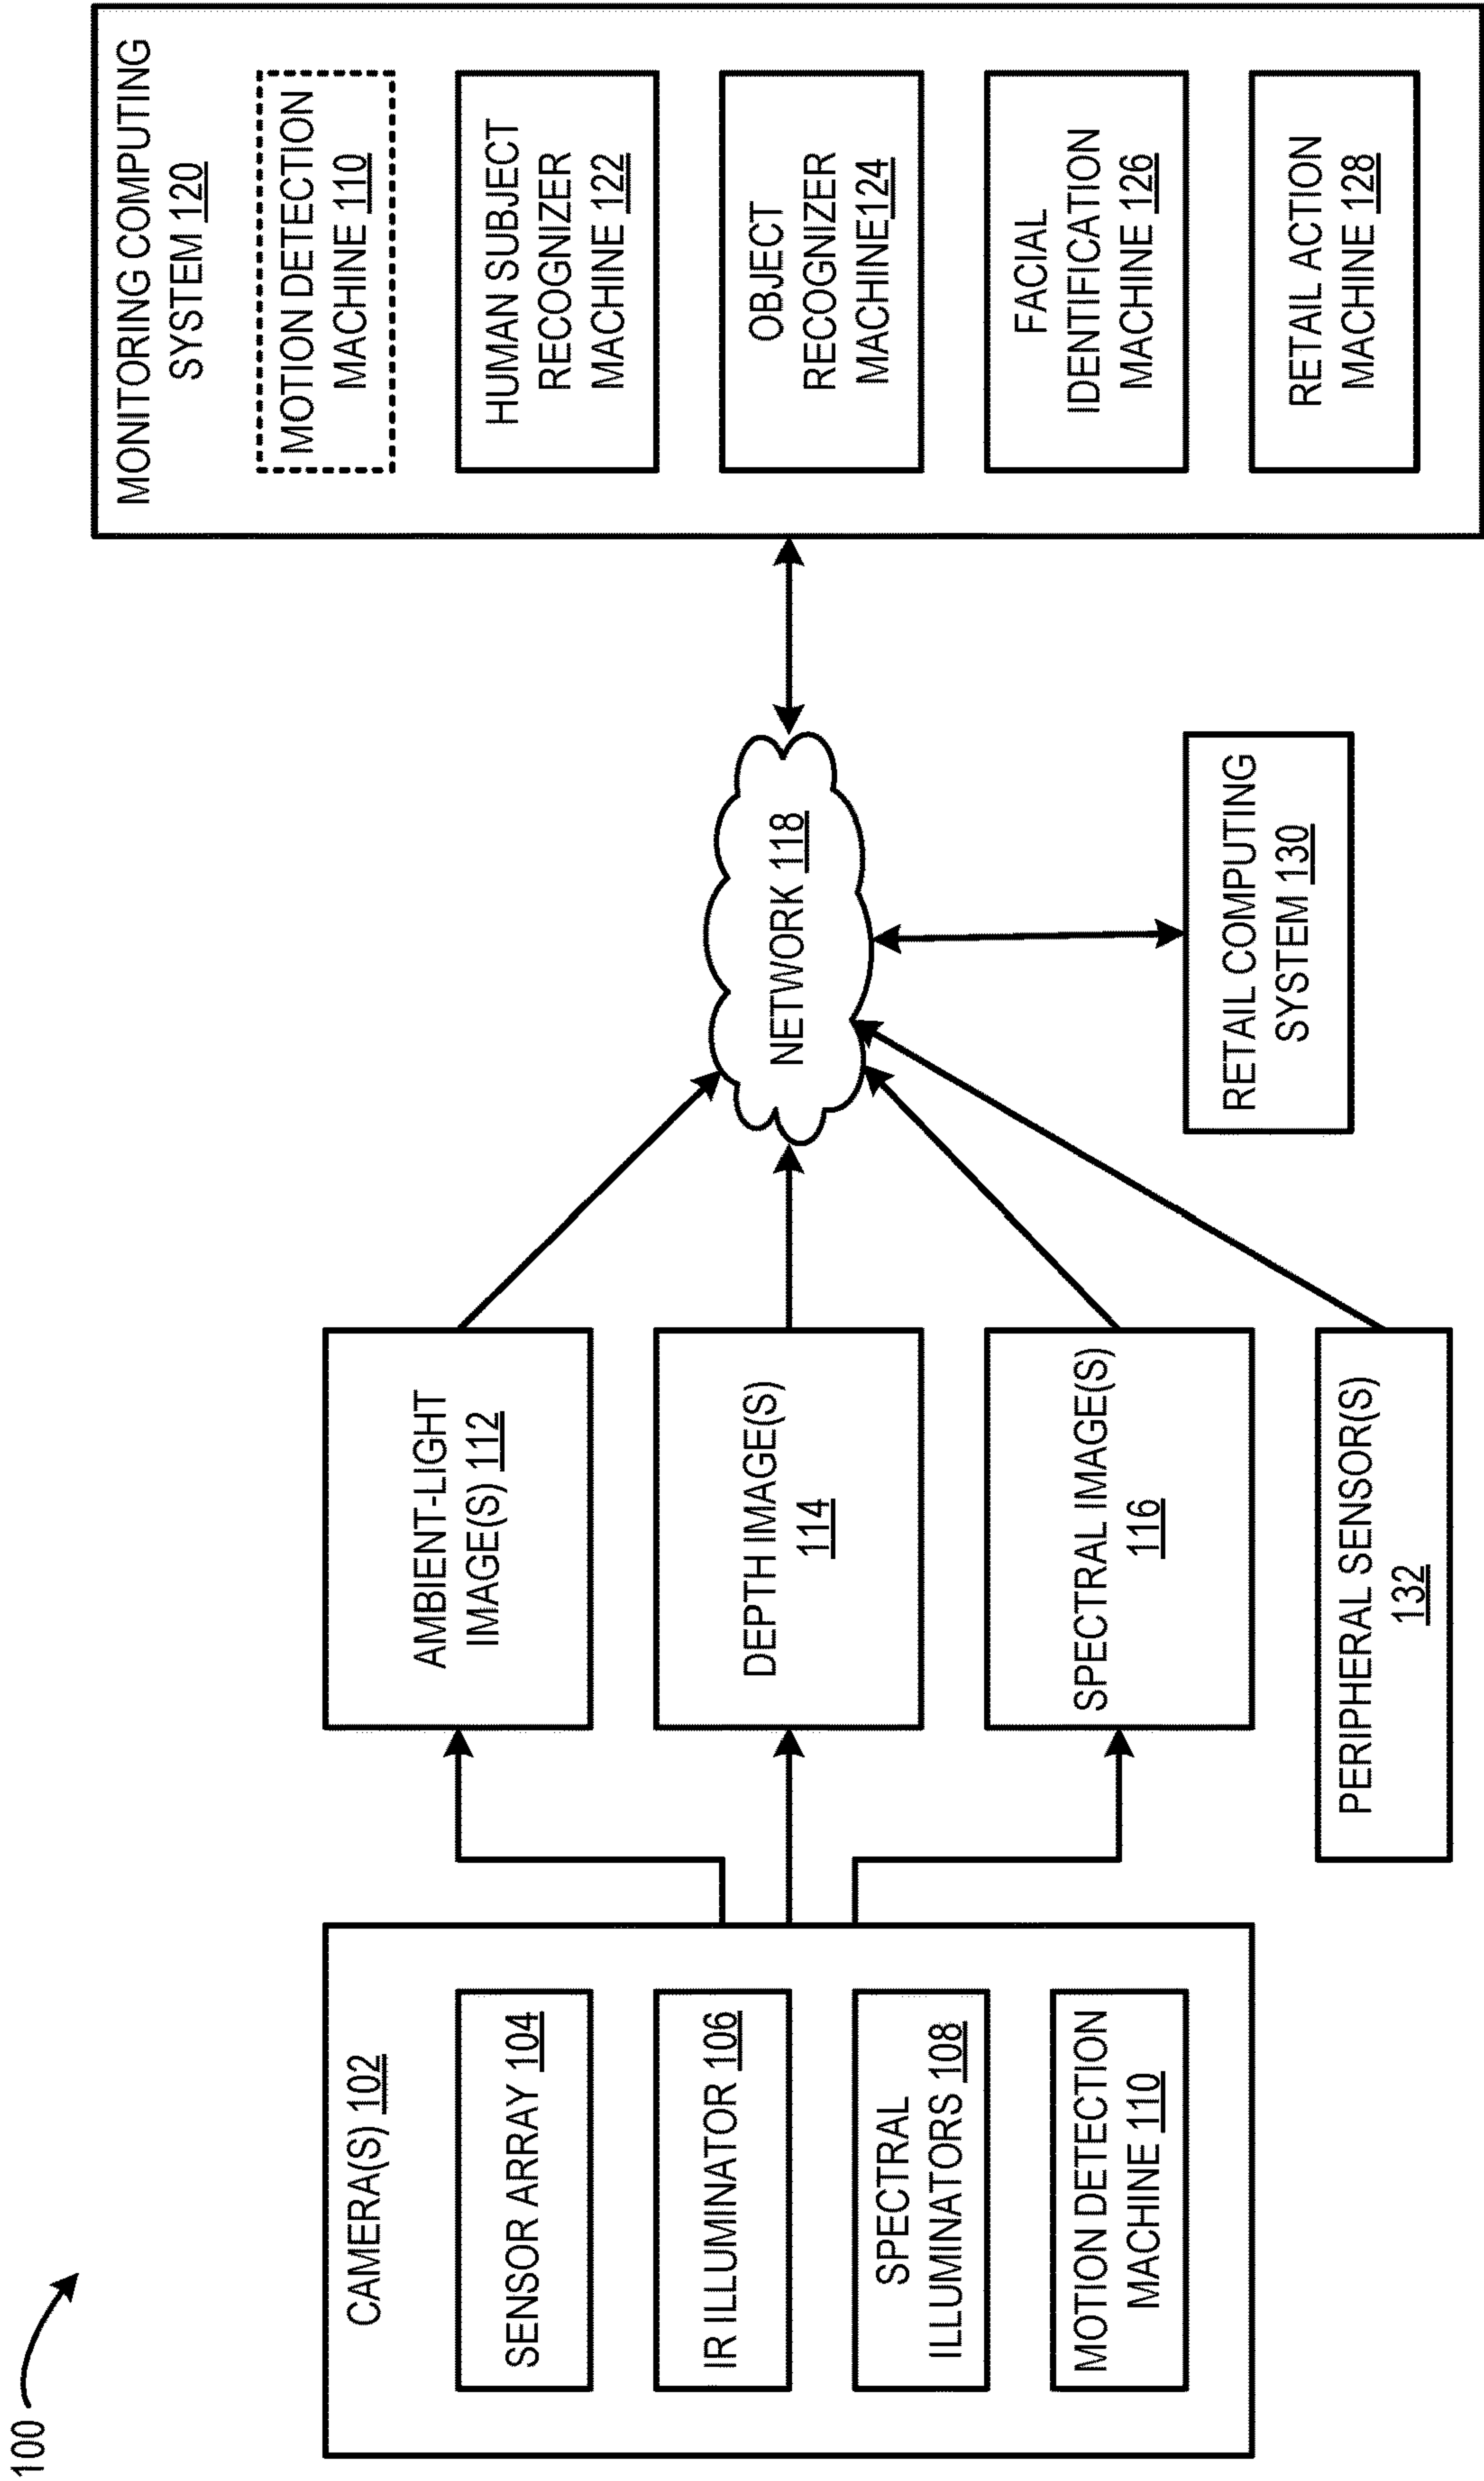 100
CAMERA(S) 102
SENSOR ARRAY 104
IR ILLUMINATOR 106
SPECTRAL
ILLUMINATORS 108
MOTION DETECTION
MACHINE 110
AMBIENT-LIGHT
IMAGE(S) 112
DEPTH IMAGE(S)
114
SPECTRAL IMAGE(S)
116
PERIPHERAL SENSOR(S)
132
NETWORK 118
RETAIL COMPUTING
SYSTEM 130
MONITORING COMPUTING
SYSTEM 120
MOTION DETECTION
MACHINE 110
HUMAN SUBJECT
RECOGNIZER
MACHINE 122
OBJECT
RECOGNIZER
MACHINE124
FACIAL
IDENTIFICATION
MACHINE 126
RETAIL ACTION
MACHINE 128